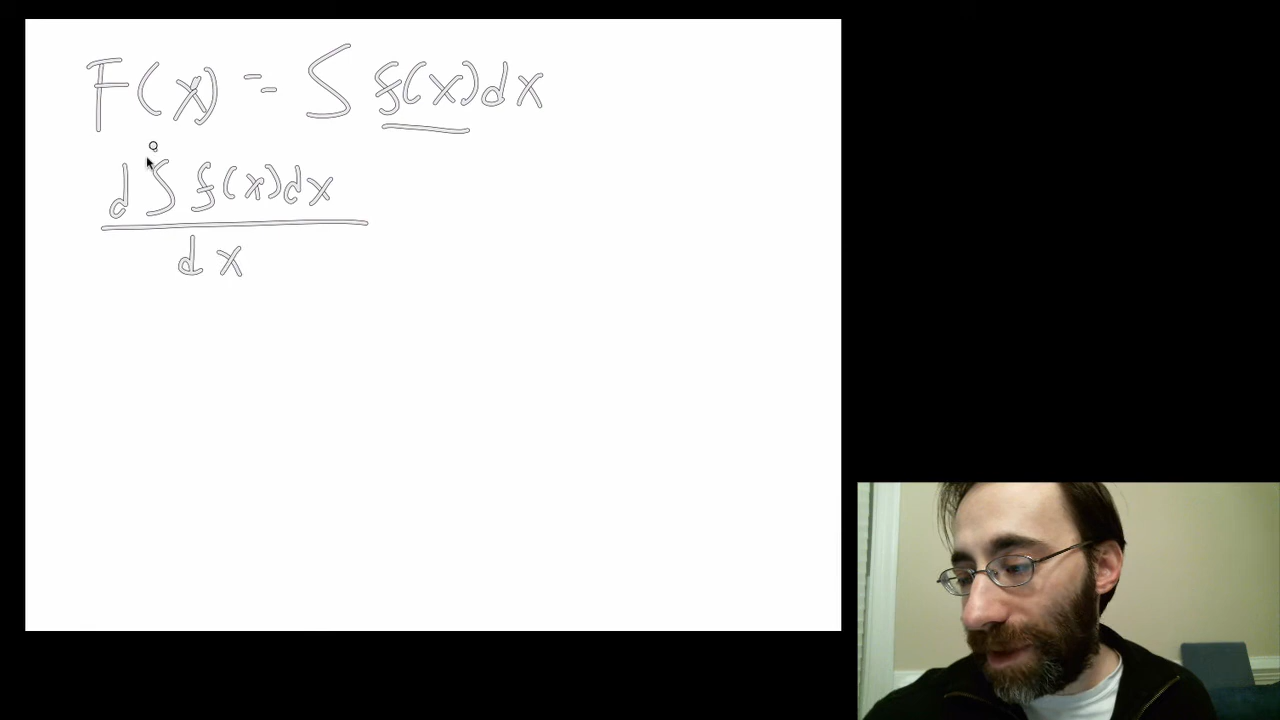 F(x) = ∫ f(x)dx
d ∫ f(x)dx
dx